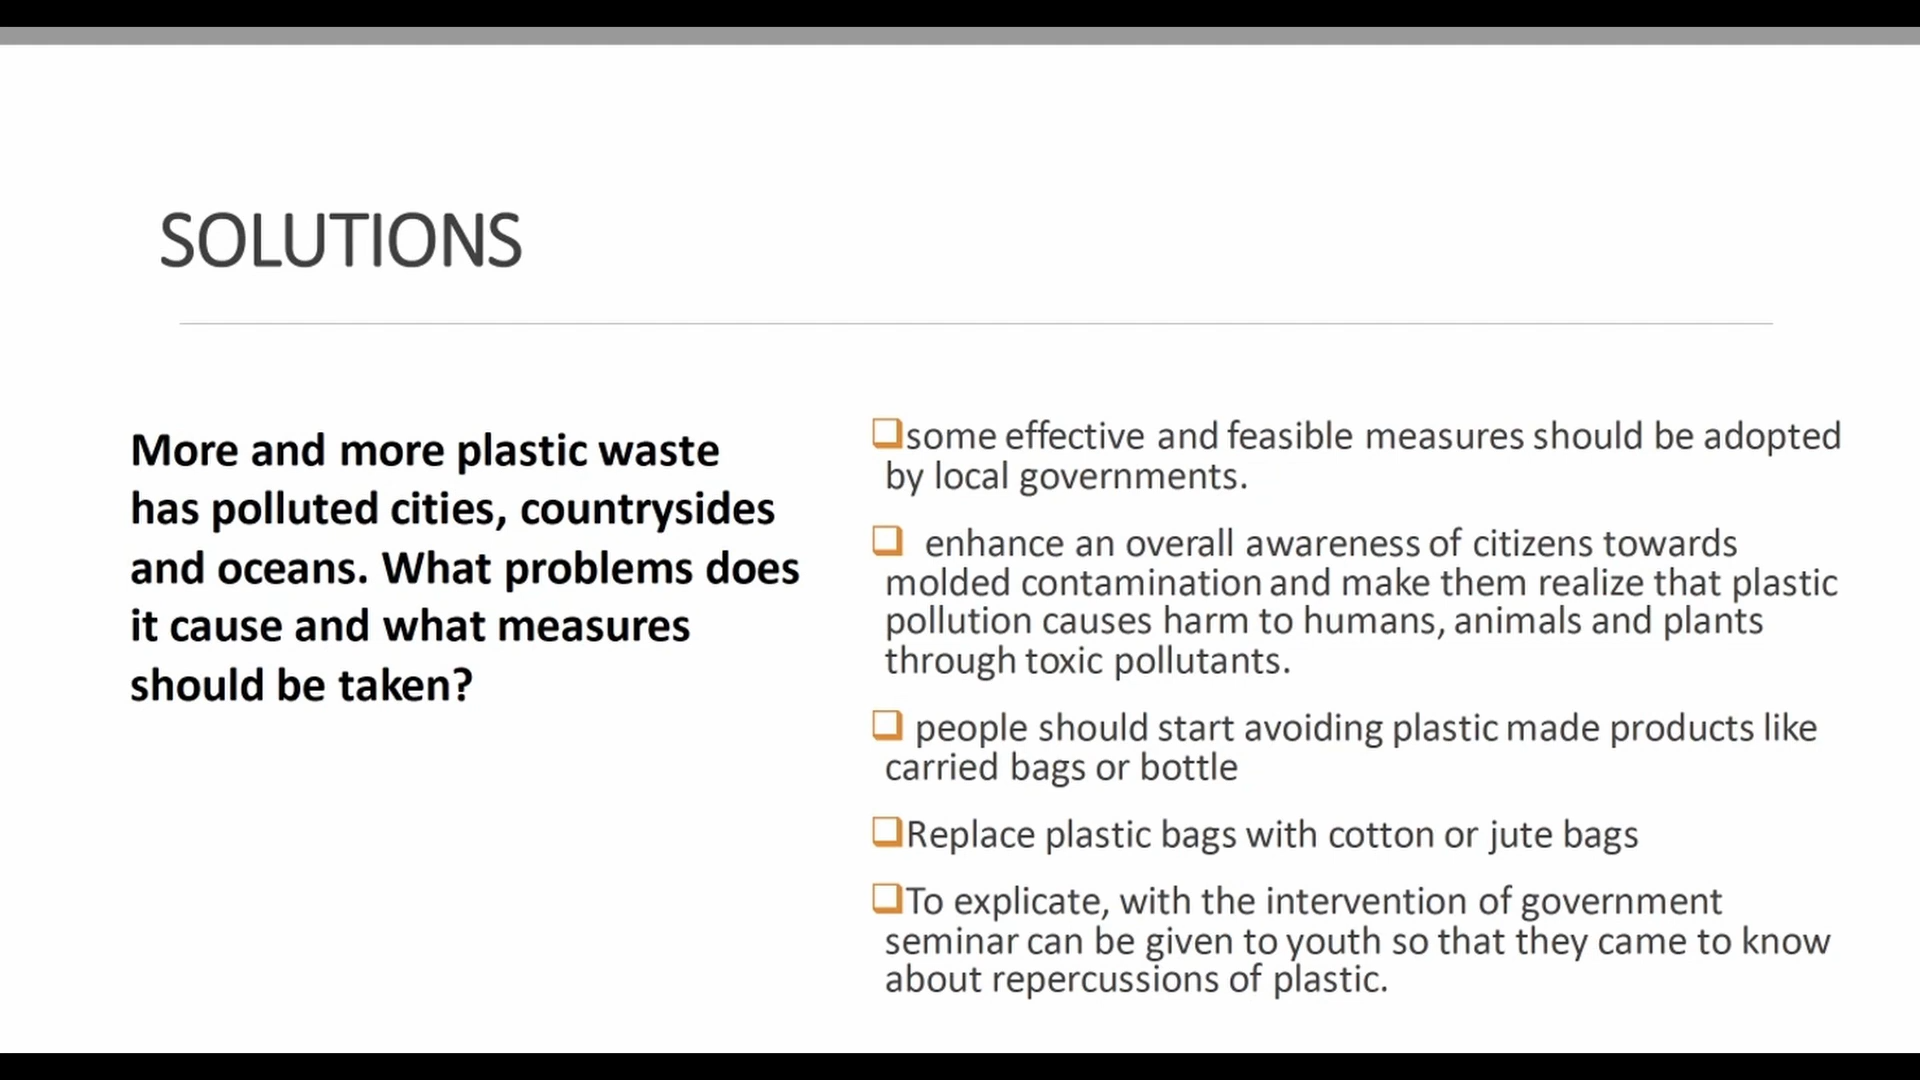 SOLUTIONS
More and more plastic waste
has polluted cities, countrysides
and oceans. What problems does
it cause and what measures
should be taken?
some effective and feasible measures should be adopted
by local governments.
enhance an overall awareness of citizens towards
molded contamination and make them realize that plastic
pollution causes harm to humans, animals and plants
through toxic pollutants.
people should start avoiding plastic made products like
carried bags or bottle
Replace plastic bags with cotton or jute bags
To explicate, with the intervention of government
seminar can be given to youth so that they came to know
about repercussions of plastic.